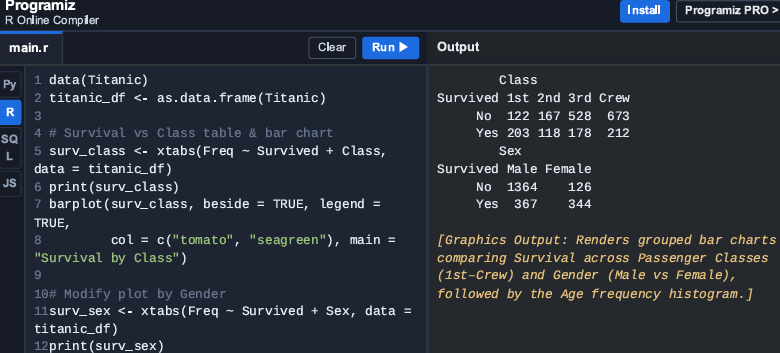 Programiz
R Online Compiler
Install
Programiz PRO >
main.r
Clear
Run ▶
Output
Py
R
SQ
L
JS
1 data(Titanic)
2 titanic_df <- as.data.frame(Titanic)
3
4 # Survival vs Class table & bar chart
5 surv_class <- xtabs(Freq ~ Survived + Class,
data = titanic_df)
6 print(surv_class)
7 barplot(surv_class, beside = TRUE, legend =
TRUE,
8         col = c("tomato", "seagreen"), main =
"Survival by Class")
9
10# Modify plot by Gender
11surv_sex <- xtabs(Freq ~ Survived + Sex, data =
titanic_df)
12print(surv_sex)
        Class
Survived 1st 2nd 3rd Crew
     No  122 167 528  673
     Yes 203 118 178  212
        Sex
Survived Male Female
     No  1364    126
     Yes  367    344
[Graphics Output: Renders grouped bar charts
comparing Survival across Passenger Classes
(1st–Crew) and Gender (Male vs Female),
followed by the Age frequency histogram.]